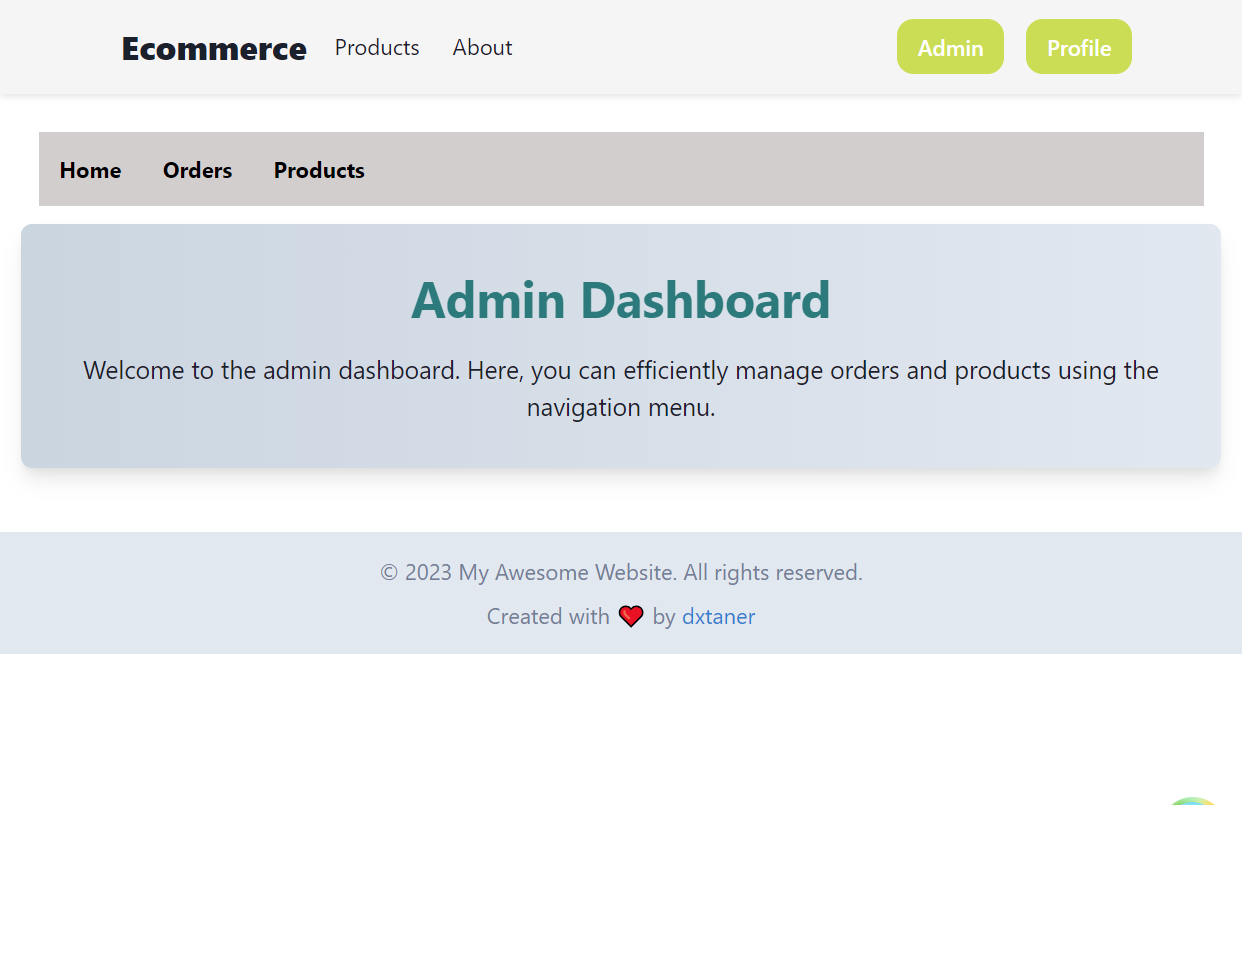 Ecommerce Products About Admin Profile
Home Orders Products
Admin Dashboard
Welcome to the admin dashboard. Here, you can efficiently manage orders and products using the
navigation menu.
© 2023 My Awesome Website. All rights reserved.
Created with ❤️ by dxtaner